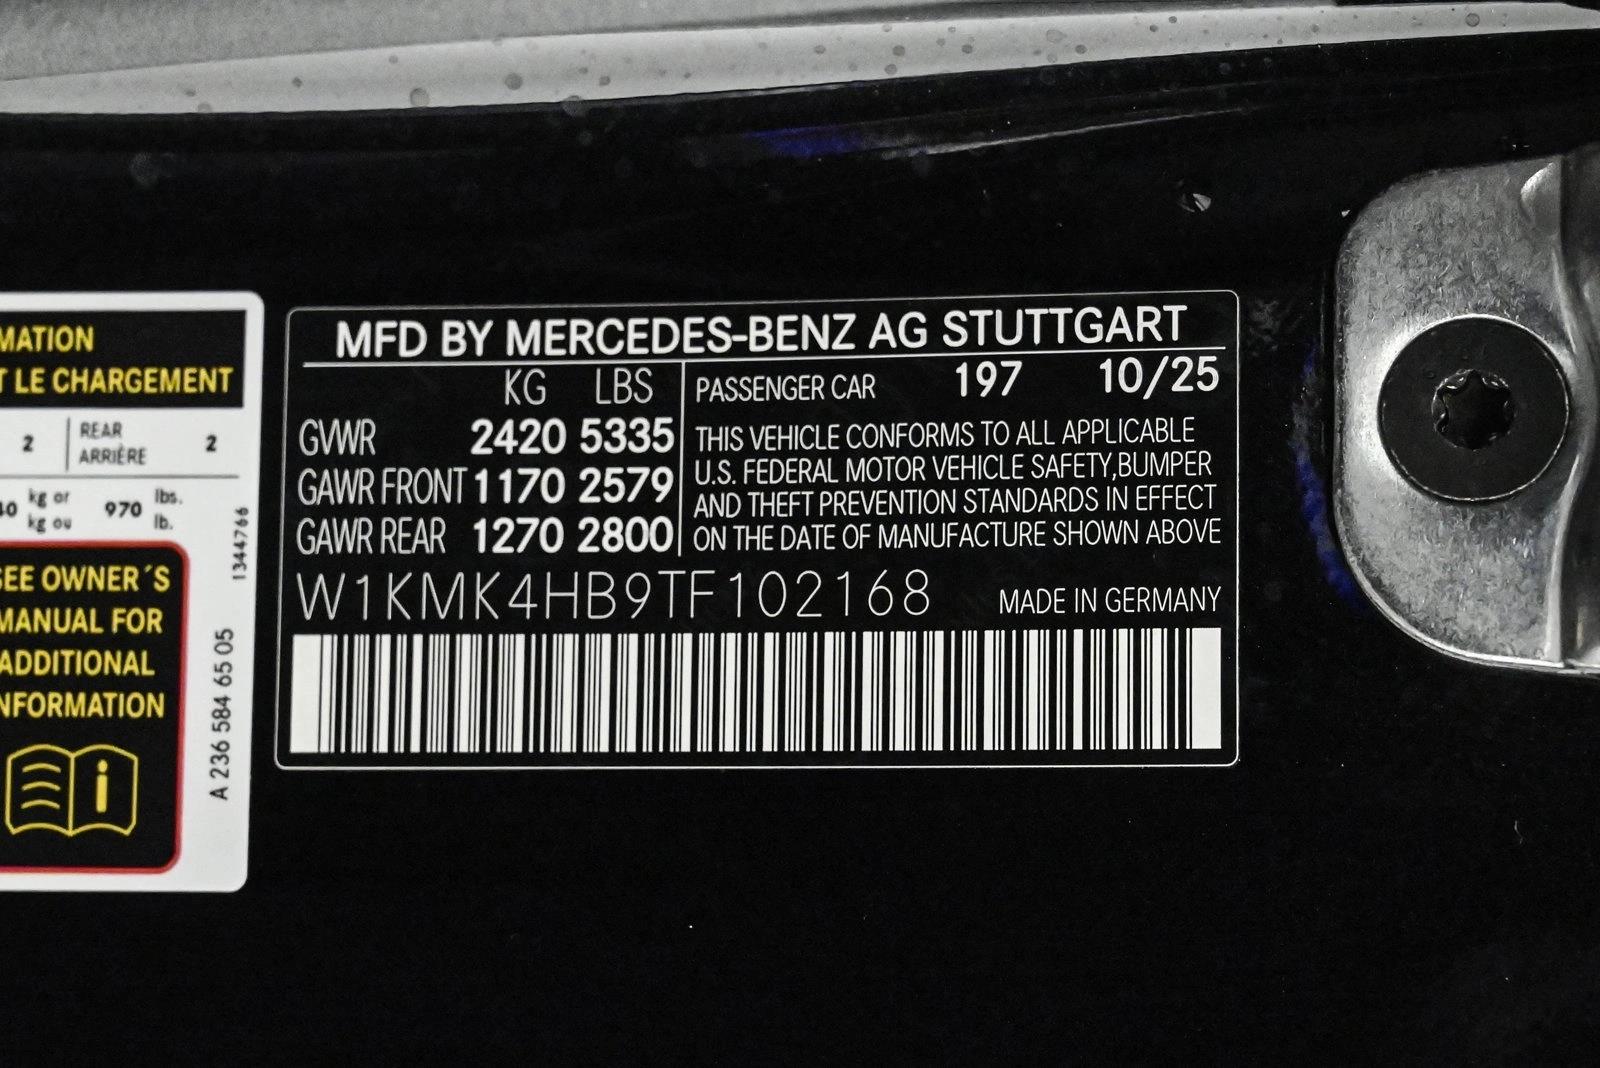 MATION
T LE CHARGEMENT
2 REAR ARRIÈRE 2
kg or kg ou 970 lbs. lb.
1344766
SEE OWNER´S
MANUAL FOR
ADDITIONAL
INFORMATION
A 236 584 65 05
MFD BY MERCEDES-BENZ AG STUTTGART
KG LBS
GVWR 2420 5335
GAWR FRONT 1170 2579
GAWR REAR 1270 2800
PASSENGER CAR 197 10/25
THIS VEHICLE CONFORMS TO ALL APPLICABLE
U.S. FEDERAL MOTOR VEHICLE SAFETY,BUMPER
AND THEFT PREVENTION STANDARDS IN EFFECT
ON THE DATE OF MANUFACTURE SHOWN ABOVE
W1KMK4HB9TF102168 MADE IN GERMANY